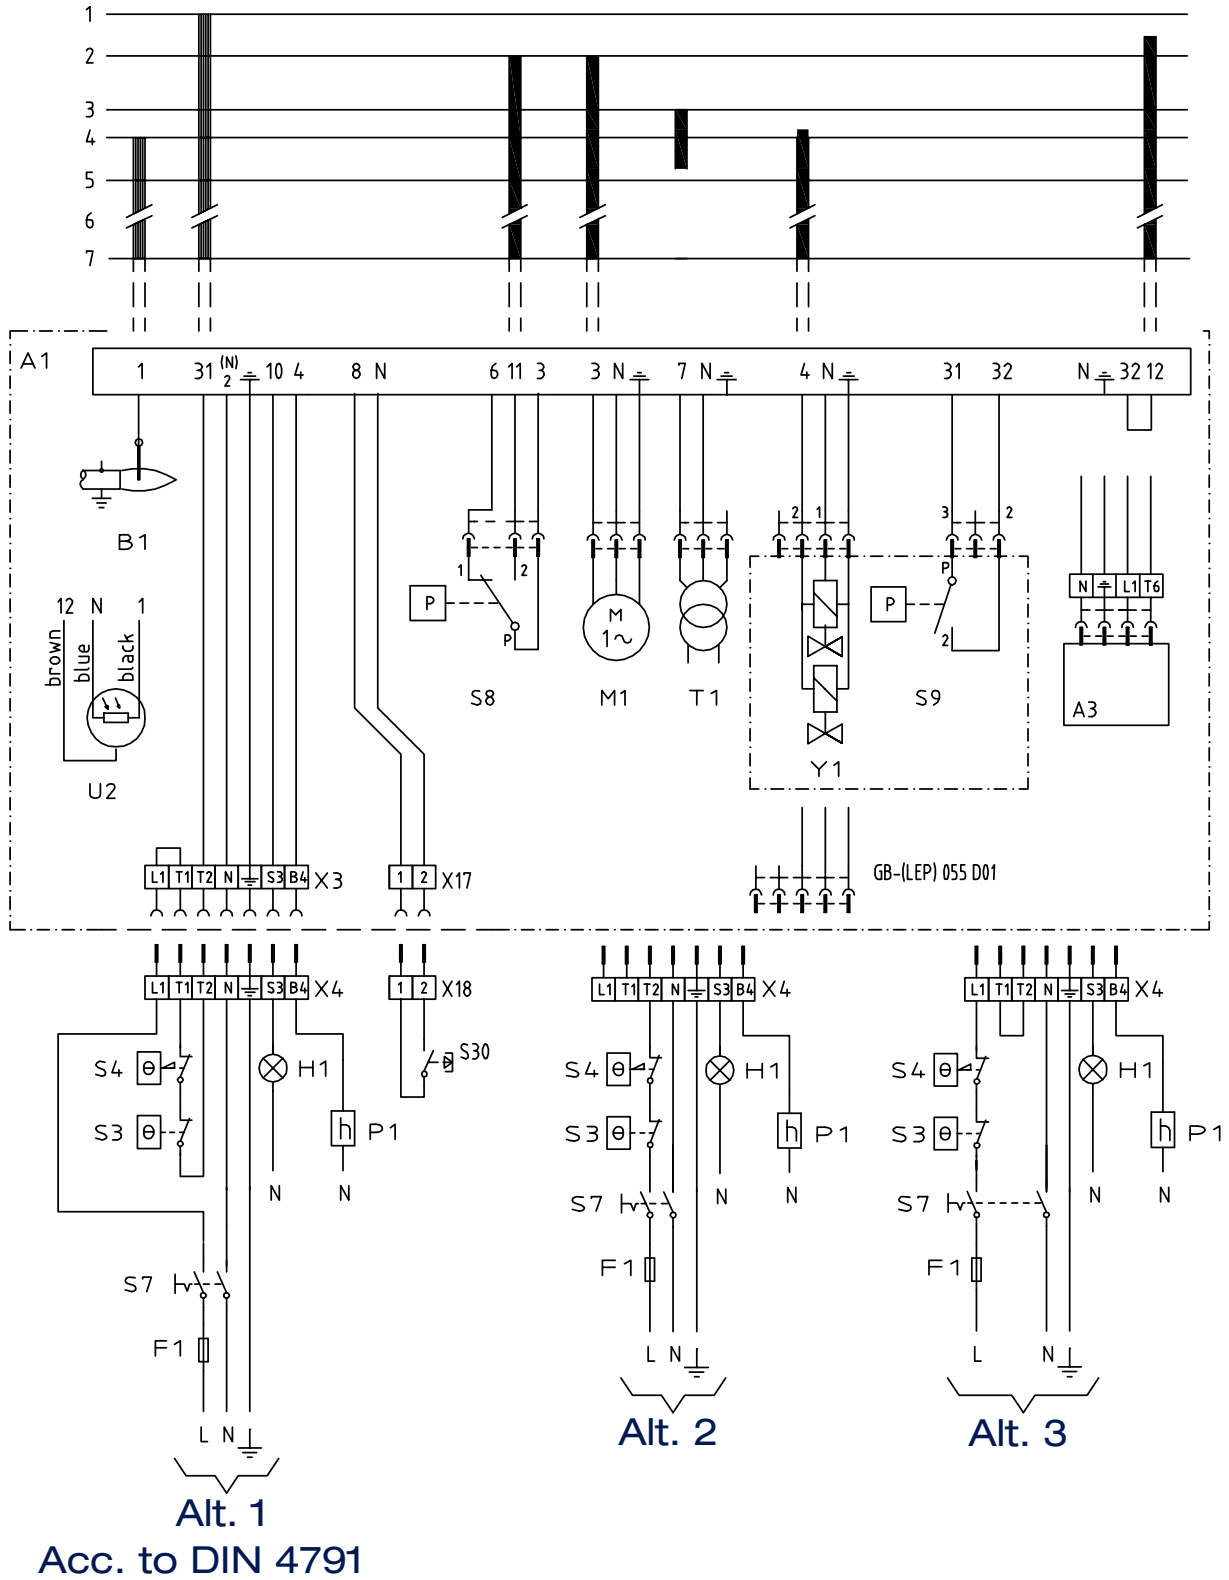 1
2
3
4
5
6
7
A1
1 31 (N) 2 10 4 8 N 6 11 3 3 N 7 N 4 N 31 32 N 32 12
B1
1 2
P
P
S8
M
1~
M1
T1
2 1
Y1
3 2
P
P
2
S9
N L1 T6
A3
12 N 1
brown
blue
black
U2
L1 T1 T2 N S3 B4 X3
1 2 X17
GB-(LEP) 055 D01
L1 T1 T2 N S3 B4 X4
1 2 X18
S4 θ
H1
S30
S3 θ
h P1
N N
S7
F1
L N
Alt. 1
Acc. to DIN 4791
L1 T1 T2 N S3 B4 X4
S4 θ
H1
S3 θ
h P1
S7
N N
F1
L N
Alt. 2
L1 T1 T2 N S3 B4 X4
S4 θ
H1
S3 θ
h P1
S7
N N
F1
L N
Alt. 3